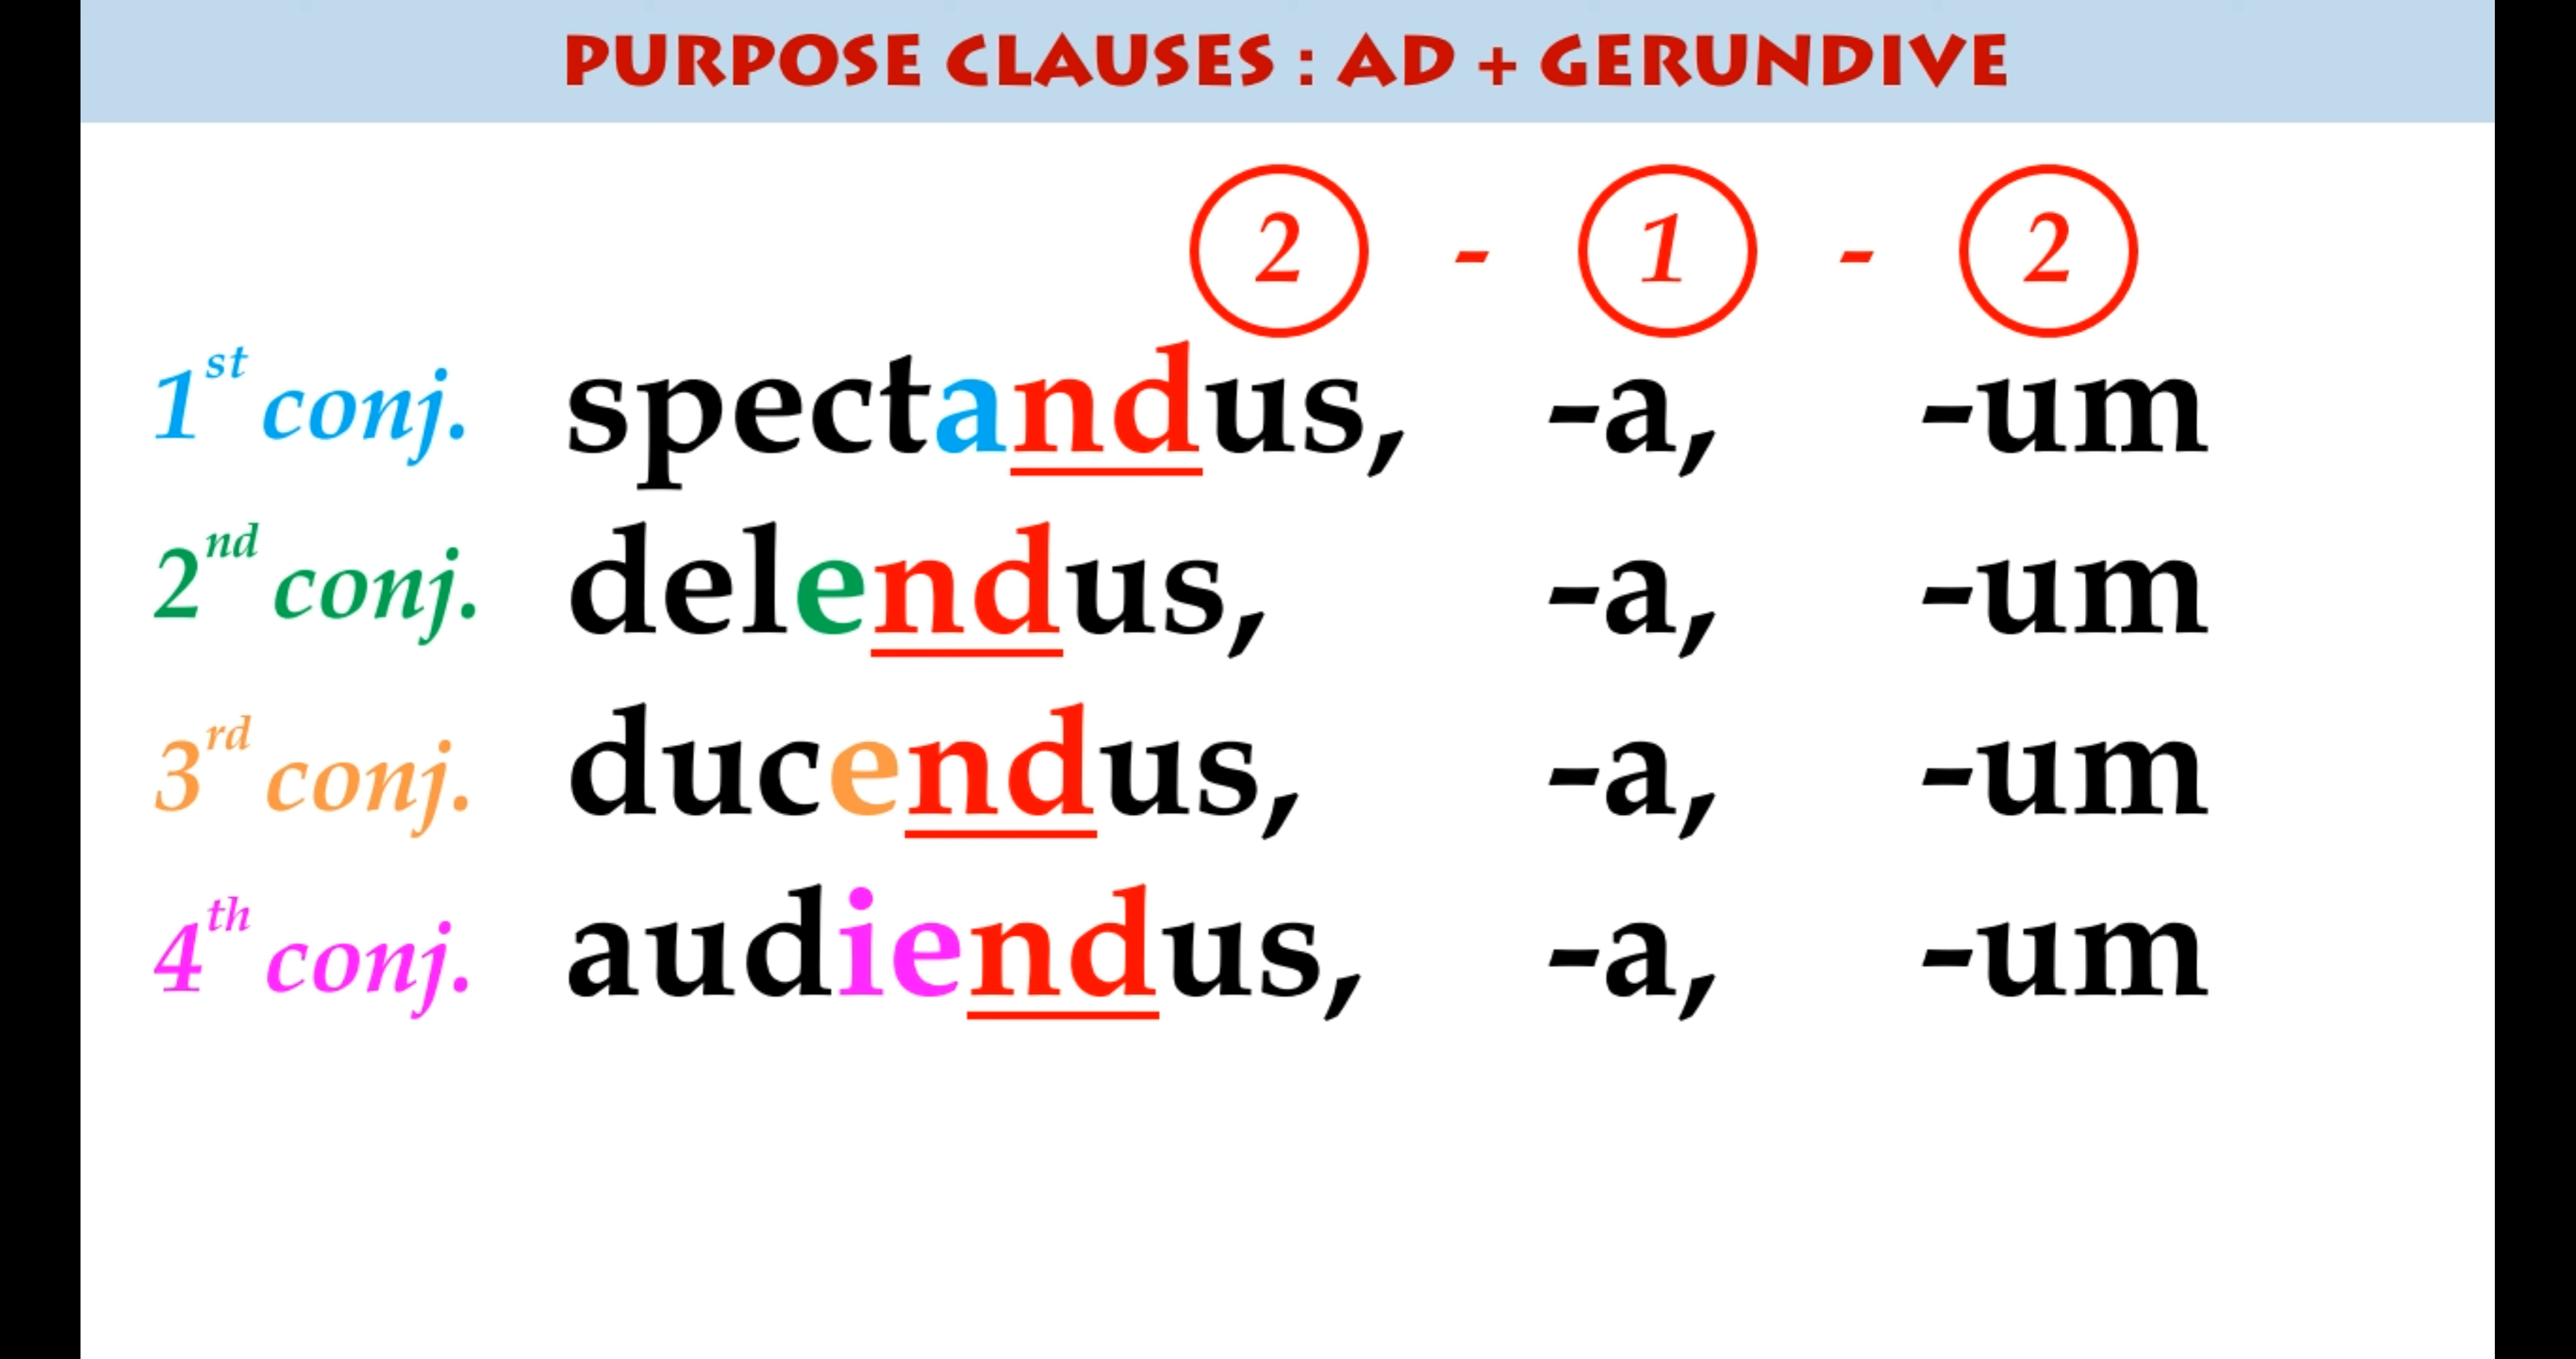 PURPOSE CLAUSES : AD + GERUNDIVE
2 - 1 - 2
1st conj. spectandus, -a, -um
2nd conj. delendus, -a, -um
3rd conj. ducendus, -a, -um
4th conj. audiendus, -a, -um